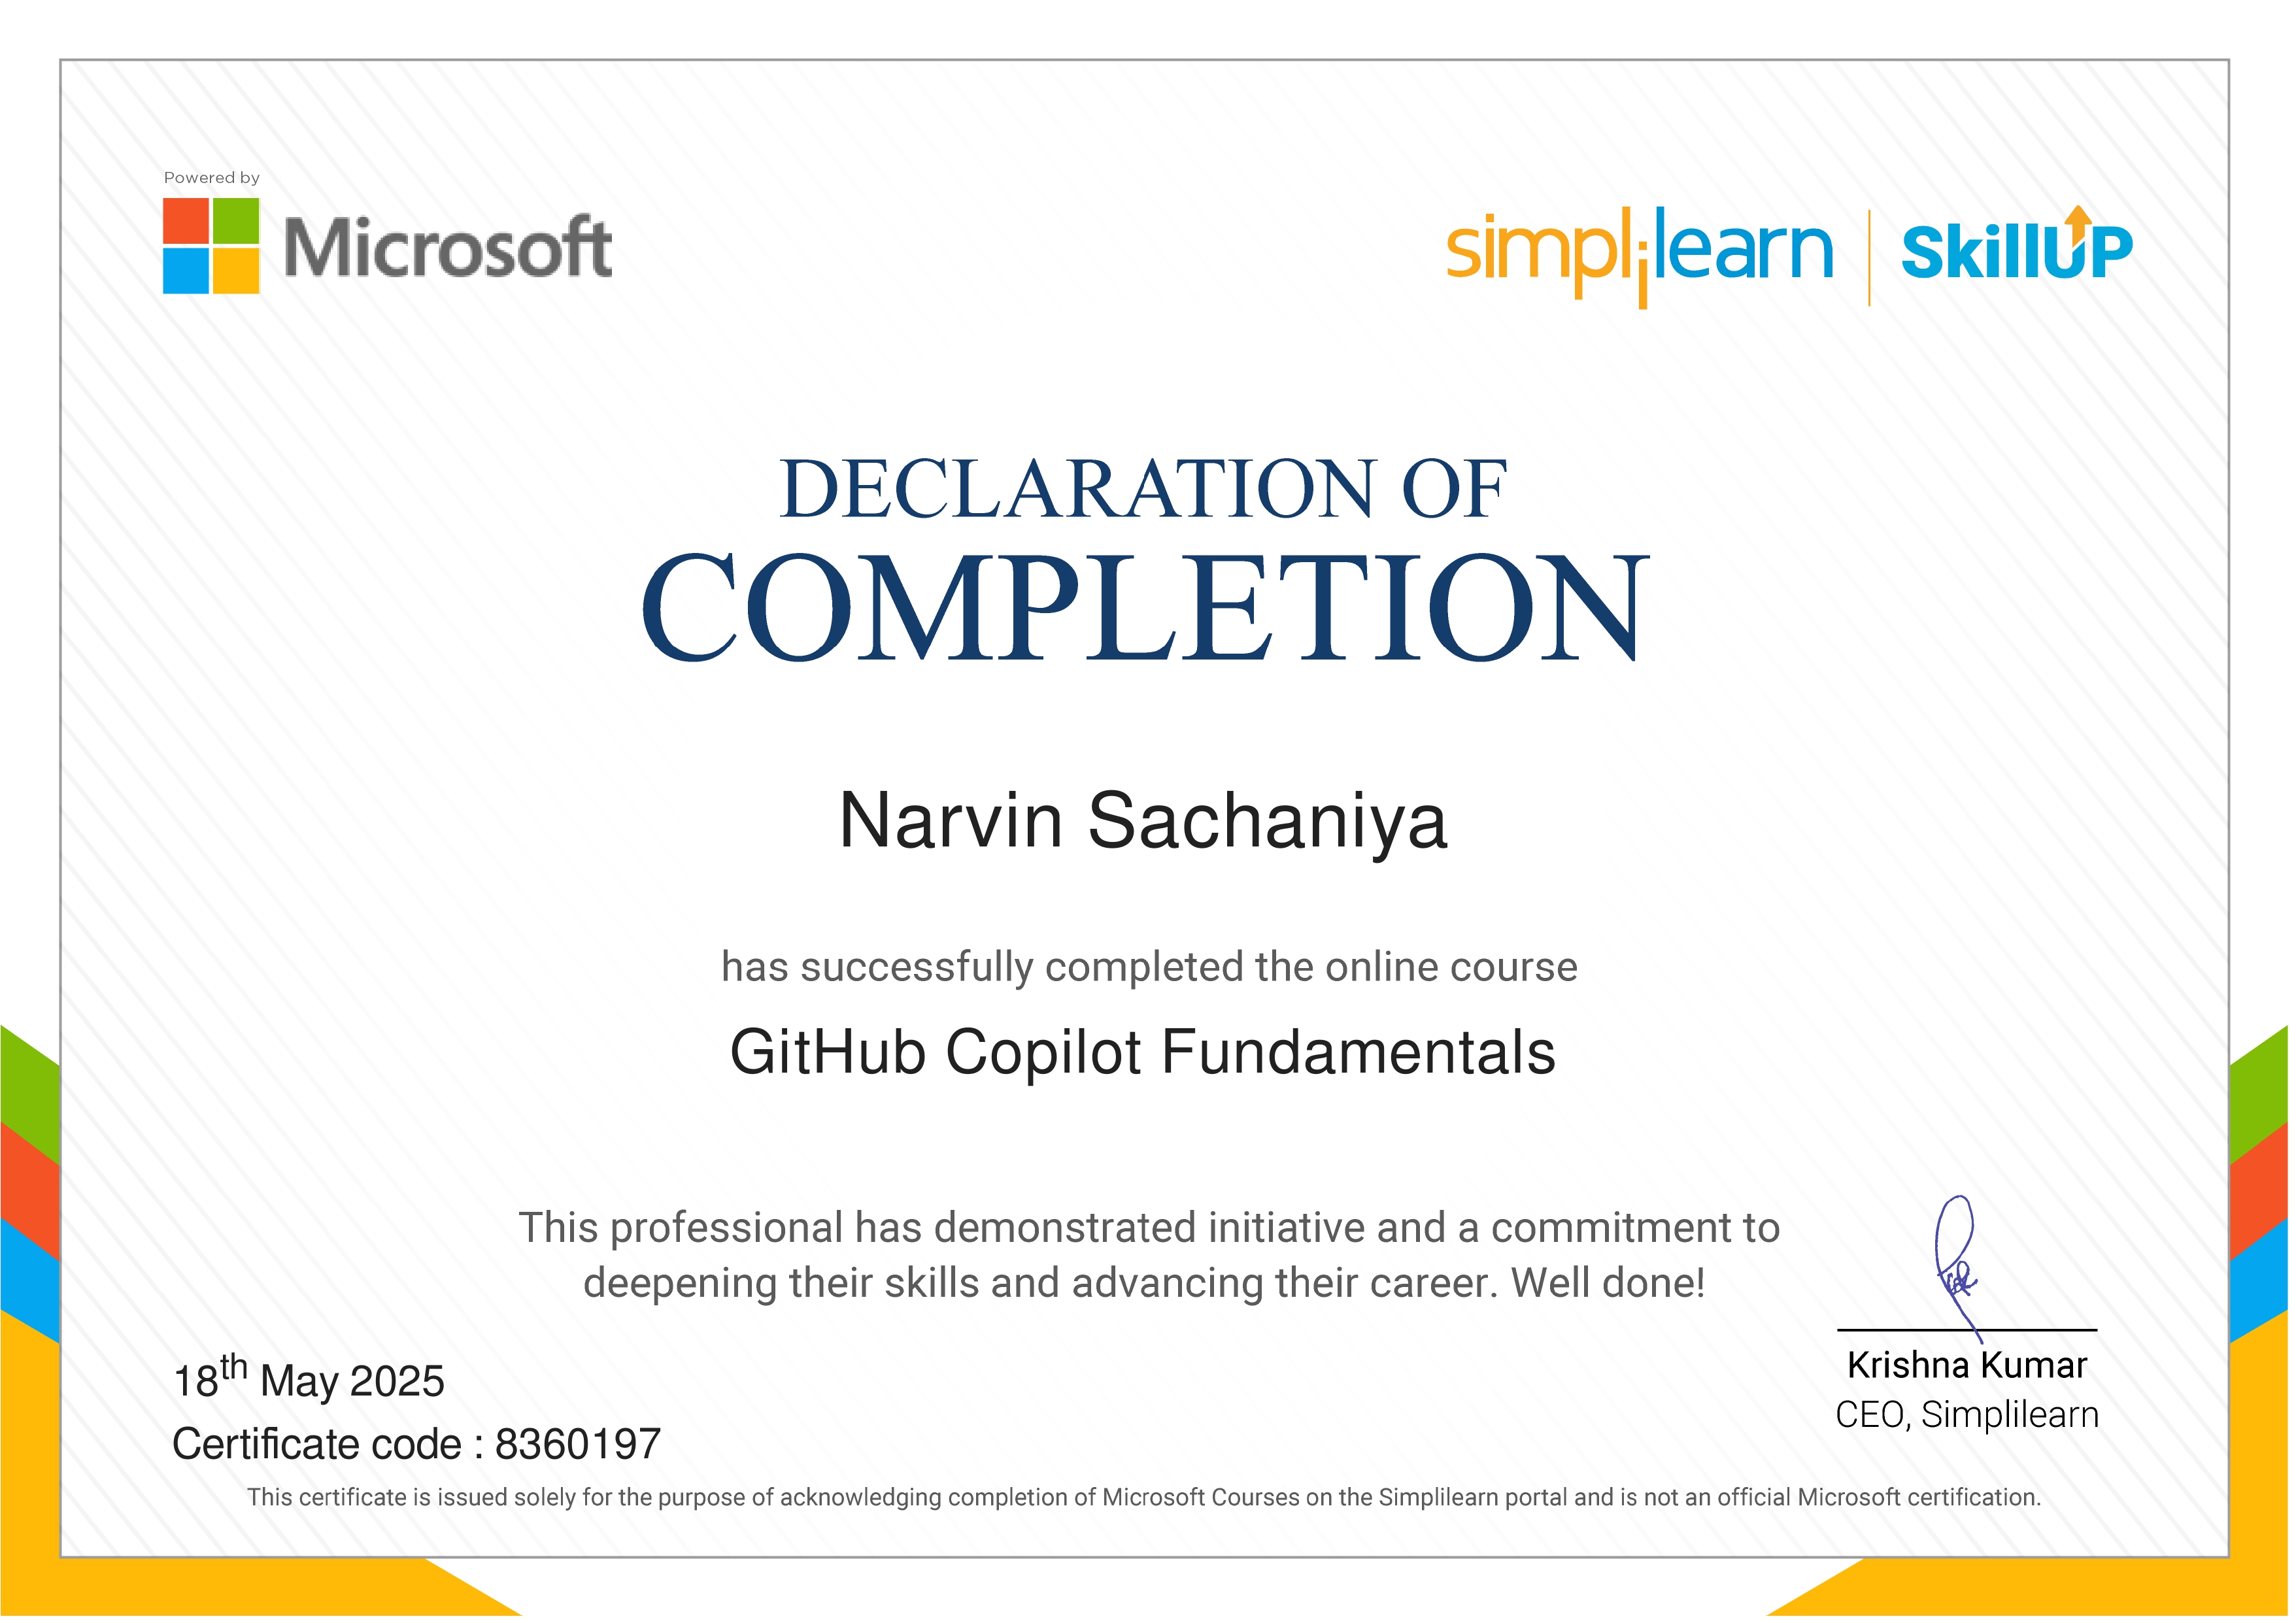 Powered by
Microsoft
simplilearn | SkillUP
DECLARATION OF
COMPLETION
Narvin Sachaniya
has successfully completed the online course
GitHub Copilot Fundamentals
This professional has demonstrated initiative and a commitment to
deepening their skills and advancing their career. Well done!
18th May 2025
Certificate code : 8360197
Krishna Kumar
CEO, Simplilearn
This certificate is issued solely for the purpose of acknowledging completion of Microsoft Courses on the Simplilearn portal and is not an official Microsoft certification.